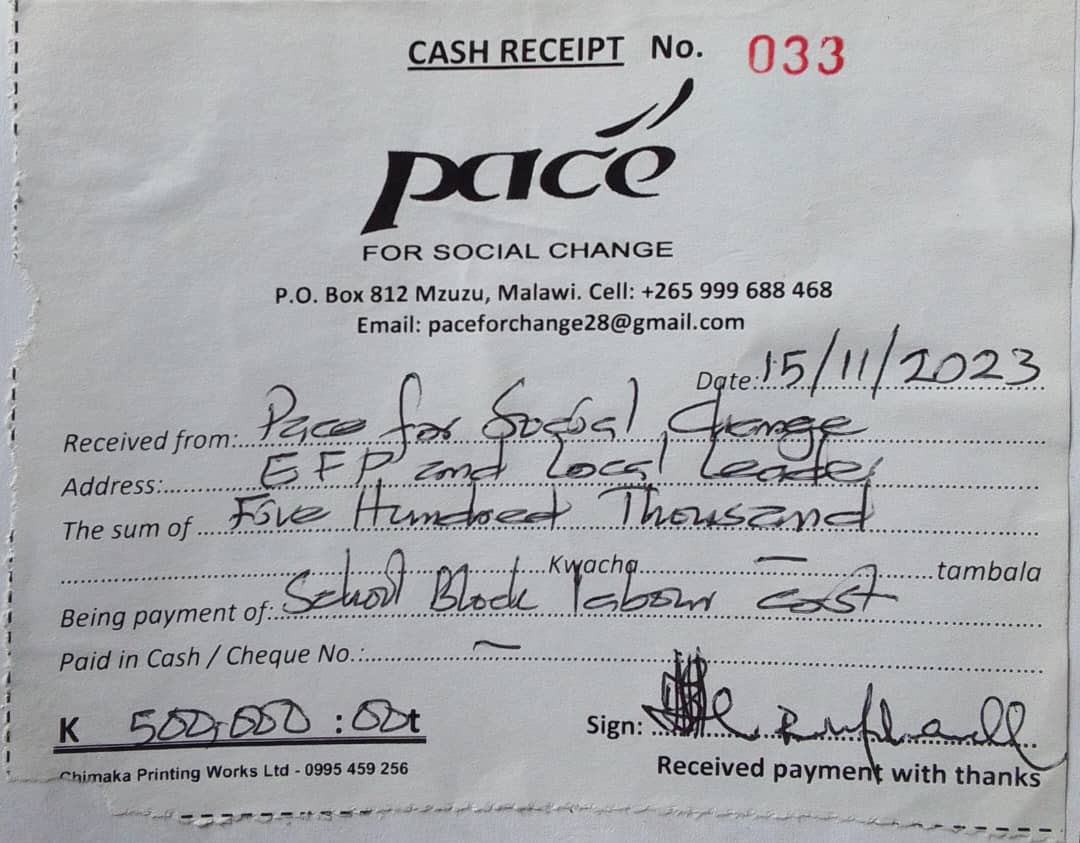 CASH RECEIPT No. 033
pace
FOR SOCIAL CHANGE
P.O. Box 812 Mzuzu, Malawi. Cell: +265 999 688 468
Email: paceforchange28@gmail.com
Date: 15/11/2023
Received from: Pace for Social Change
Address: EFP and Local Leader
The sum of Five Hundred Thousand
Kwacha — tambala
Being payment of: School Block labour cost
Paid in Cash / Cheque No.: —
K 500,000 : 00t
Sign:
Chimaka Printing Works Ltd - 0995 459 256
Received payment with thanks